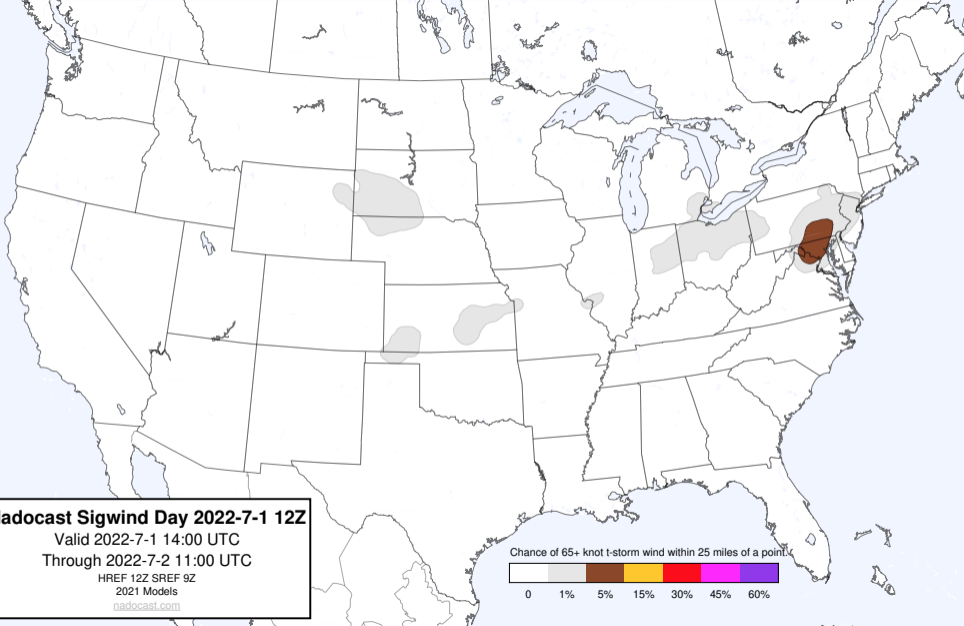 adocast Sigwind Day 2022-7-1 12Z
Valid 2022-7-1 14:00 UTC
Through 2022-7-2 11:00 UTC
HREF 12Z SREF 9Z
2021 Models
nadocast.com
Chance of 65+ knot t-storm wind within 25 miles of a point.
0 1% 5% 15% 30% 45% 60%